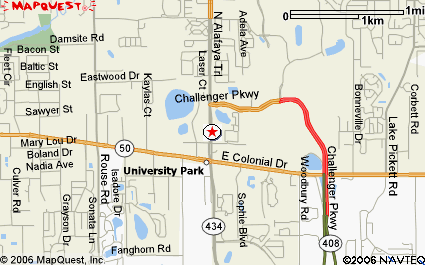 MAPQUEST
1mi
1km
Damsite Rd
Bacon St
Baltic St
English St
Eastwood Dr
Sawyer St
Fleet Cir
Kaylas Ct
Laser Ct
N Alafaya Trl
Adela Ave
Challenger Pkwy
Bonneville Dr
Corbett Rd
Lake Pickett Rd
Mary Lou Dr
Boland Dr
Nadia Ave
50
E Colonial Dr
University Park
Woodbury Rd
Challenger Pkwy
Culver Rd
Grayson Dr
Sonata Ln
Rouse Rd
Isadore Dr
Fanghorn Rd
434
Sophie Blvd
408
©2006 MapQuest, Inc.
©2006 NAVTEQ